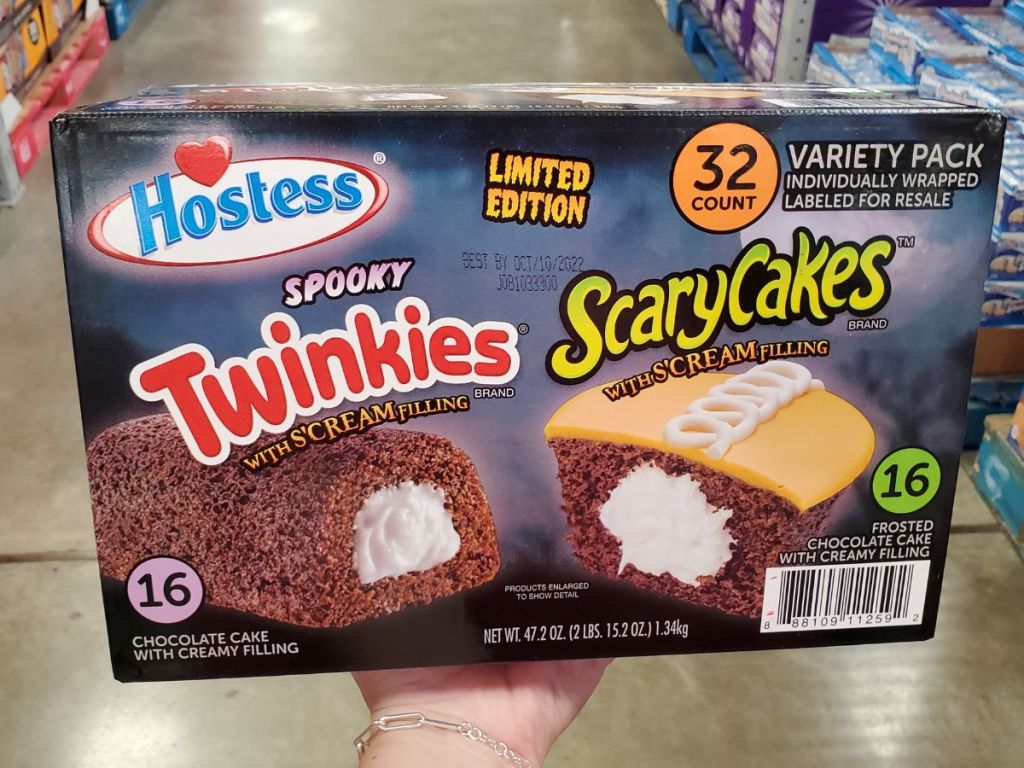 Hostess®
LIMITED
EDITION
32
COUNT
VARIETY PACK
INDIVIDUALLY WRAPPED
LABELED FOR RESALE
BEST BY OCT/10/2022
SPOOKY
Twinkies®
BRAND
WITH S'CREAM FILLING
ScaryCakes™
BRAND
WITH S'CREAM FILLING
16
CHOCOLATE CAKE
WITH CREAMY FILLING
PRODUCTS ENLARGED
TO SHOW DETAIL
NET WT. 47.2 OZ. (2 LBS. 15.2 OZ.) 1.34kg
16
FROSTED
CHOCOLATE CAKE
WITH CREAMY FILLING
8 88109 11259 2